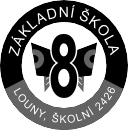 ZÁKLADNÍ ŠKOLA
8
LOUNY, ŠKOLNÍ 2426